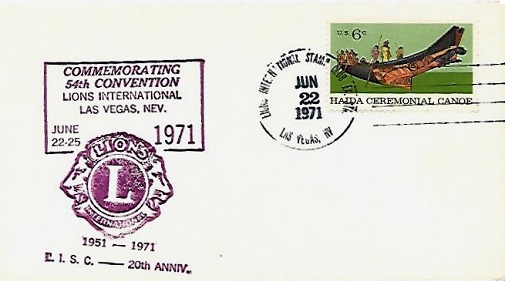 COMMEMORATING
54th CONVENTION
LIONS INTERNATIONAL
LAS VEGAS, NEV.
JUNE
22-25
1971
LIONS
L
INTERNATIONAL
1951 — 1971
L. I. S. C. — 20th ANNIV.
JUN
22
1971
LAS VEGAS, NV
U.S. 6c
HAIDA CEREMONIAL CANOE